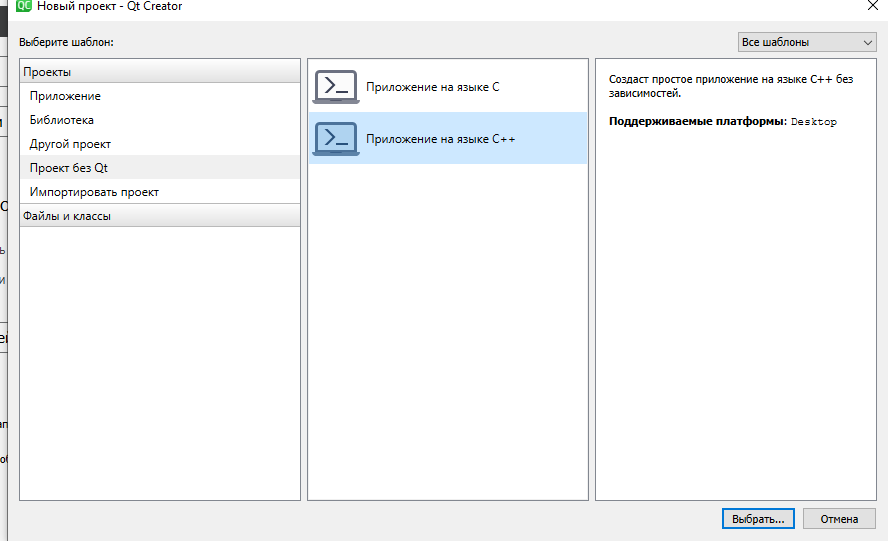 Новый проект - Qt Creator
Выберите шаблон:
Все шаблоны
Проекты
Приложение
Библиотека
Другой проект
Проект без Qt
Импортировать проект
Файлы и классы
Приложение на языке C
Приложение на языке C++
Создаст простое приложение на языке C++ без
зависимостей.
Поддерживаемые платформы: Desktop
Выбрать...
Отмена